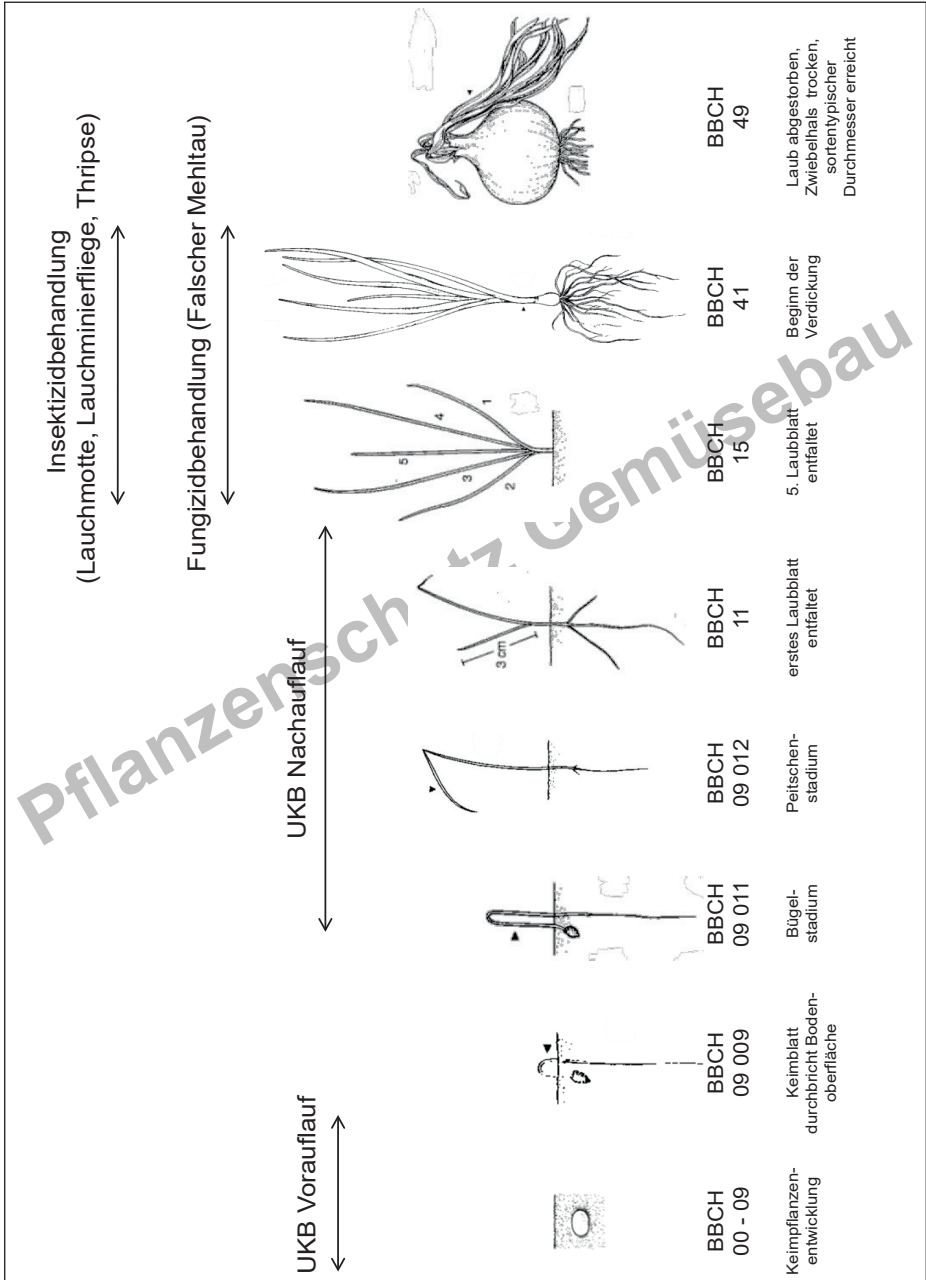 Insektizidbehandlung
(Lauchmotte, Lauchminierfliege, Thripse)
Fungizidbehandlung (Falscher Mehltau)
UKB Vorauflauf
UKB Nachauflauf
3 cm
1
2
3
4
5
BBCH
00 - 09
Keimpflanzen-
entwicklung
BBCH
09 009
Keimblatt
durchbricht Boden-
oberfläche
BBCH
09 011
Bügel-
stadium
BBCH
09 012
Peitschen-
stadium
BBCH
11
erstes Laubblatt
entfaltet
BBCH
15
5. Laubblatt
entfaltet
BBCH
41
Beginn der
Verdickung
BBCH
49
Laub abgestorben,
Zwiebelhals trocken,
sortentypischer
Durchmesser erreicht
Pflanzenschutz Gemüsebau